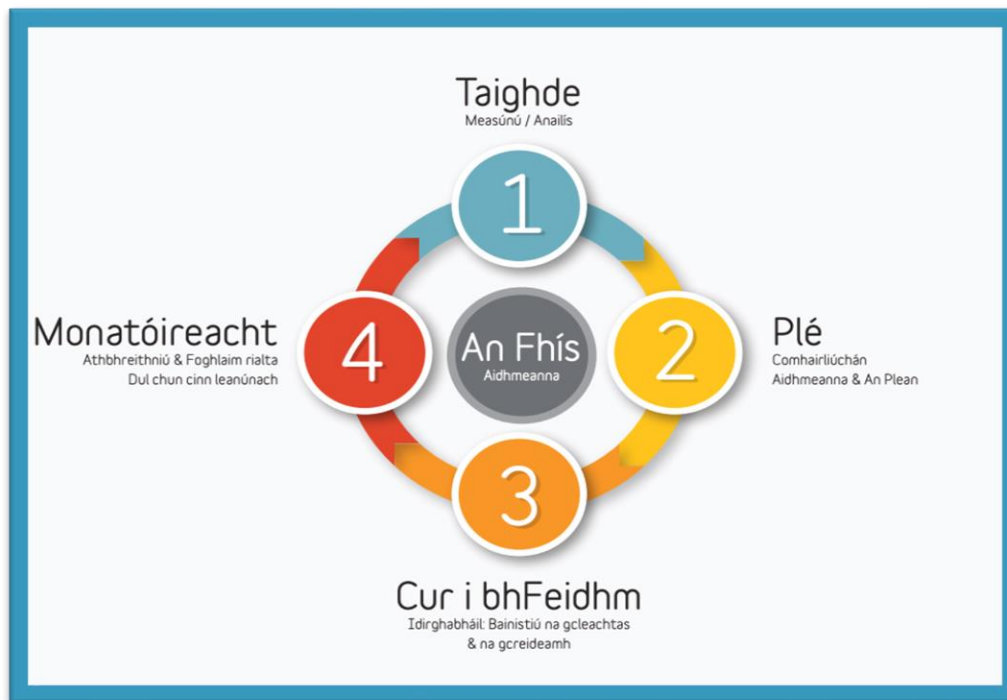 Taighde
Measúnú / Anailís
1
Monatóireacht
Athbhreithniú & Foghlaim rialta
Dul chun cinn leanúnach
4
An Fhís
Aidhmeanna
2
Plé
Comhairliúchán
Aidhmeanna & An Plean
3
Cur i bhFeidhm
Idirghabháil: Bainistiú na gcleachtas
& na gcreideamh